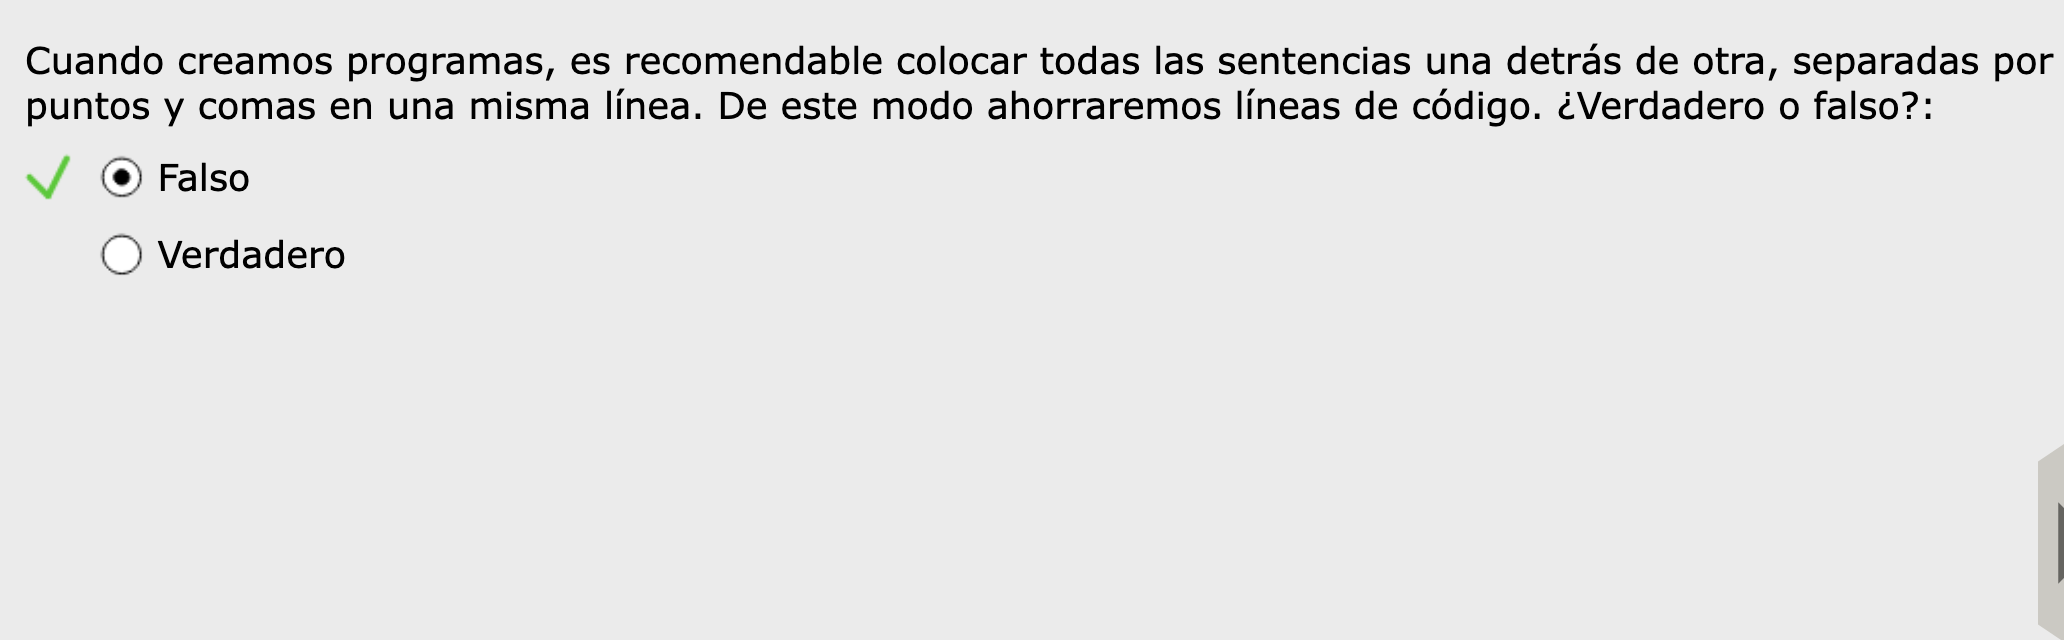 Cuando creamos programas, es recomendable colocar todas las sentencias una detrás de otra, separadas por
puntos y comas en una misma línea. De este modo ahorraremos líneas de código. ¿Verdadero o falso?:
Falso
Verdadero